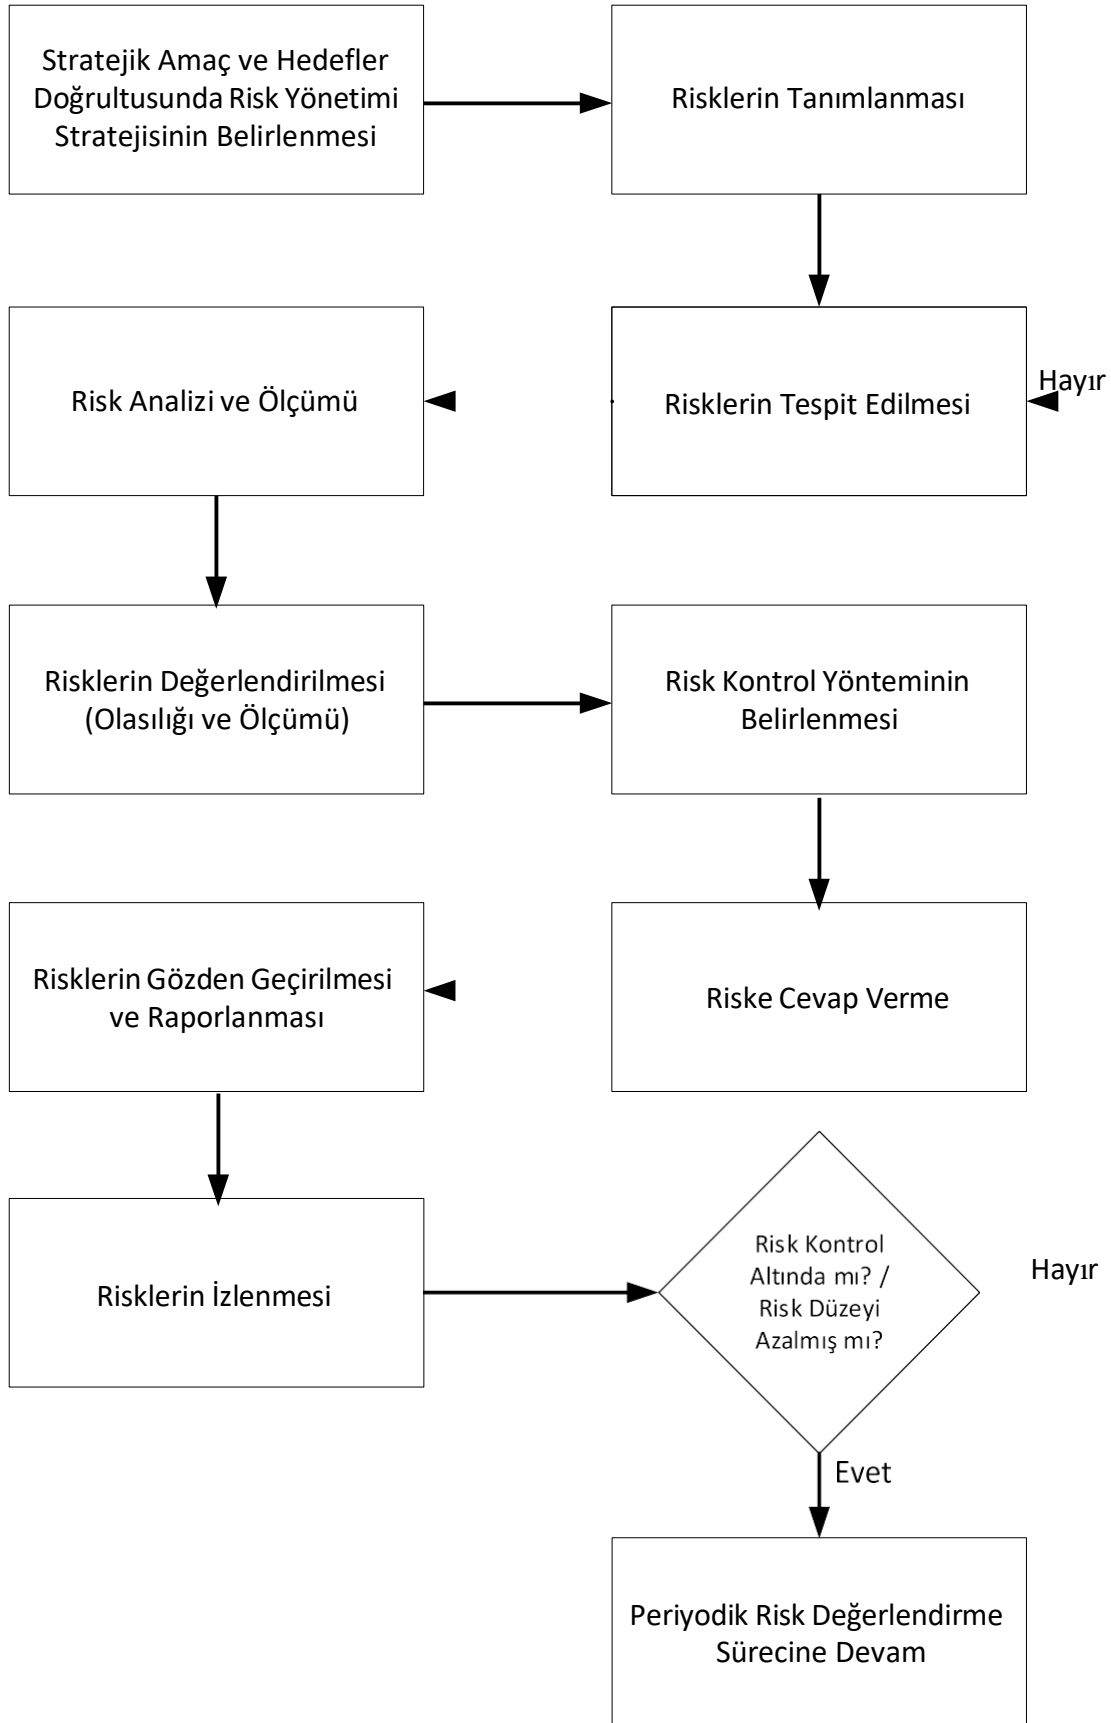 Stratejik Amaç ve Hedefler
Doğrultusunda Risk Yönetimi
Stratejisinin Belirlenmesi
Risklerin Tanımlanması
Risk Analizi ve Ölçümü
Risklerin Tespit Edilmesi
Hayır
Risklerin Değerlendirilmesi
(Olasılığı ve Ölçümü)
Risk Kontrol Yönteminin
Belirlenmesi
Risklerin Gözden Geçirilmesi
ve Raporlanması
Riske Cevap Verme
Risklerin İzlenmesi
Risk Kontrol
Altında mı? /
Risk Düzeyi
Azalmış mı?
Hayır
Evet
Periyodik Risk Değerlendirme
Sürecine Devam